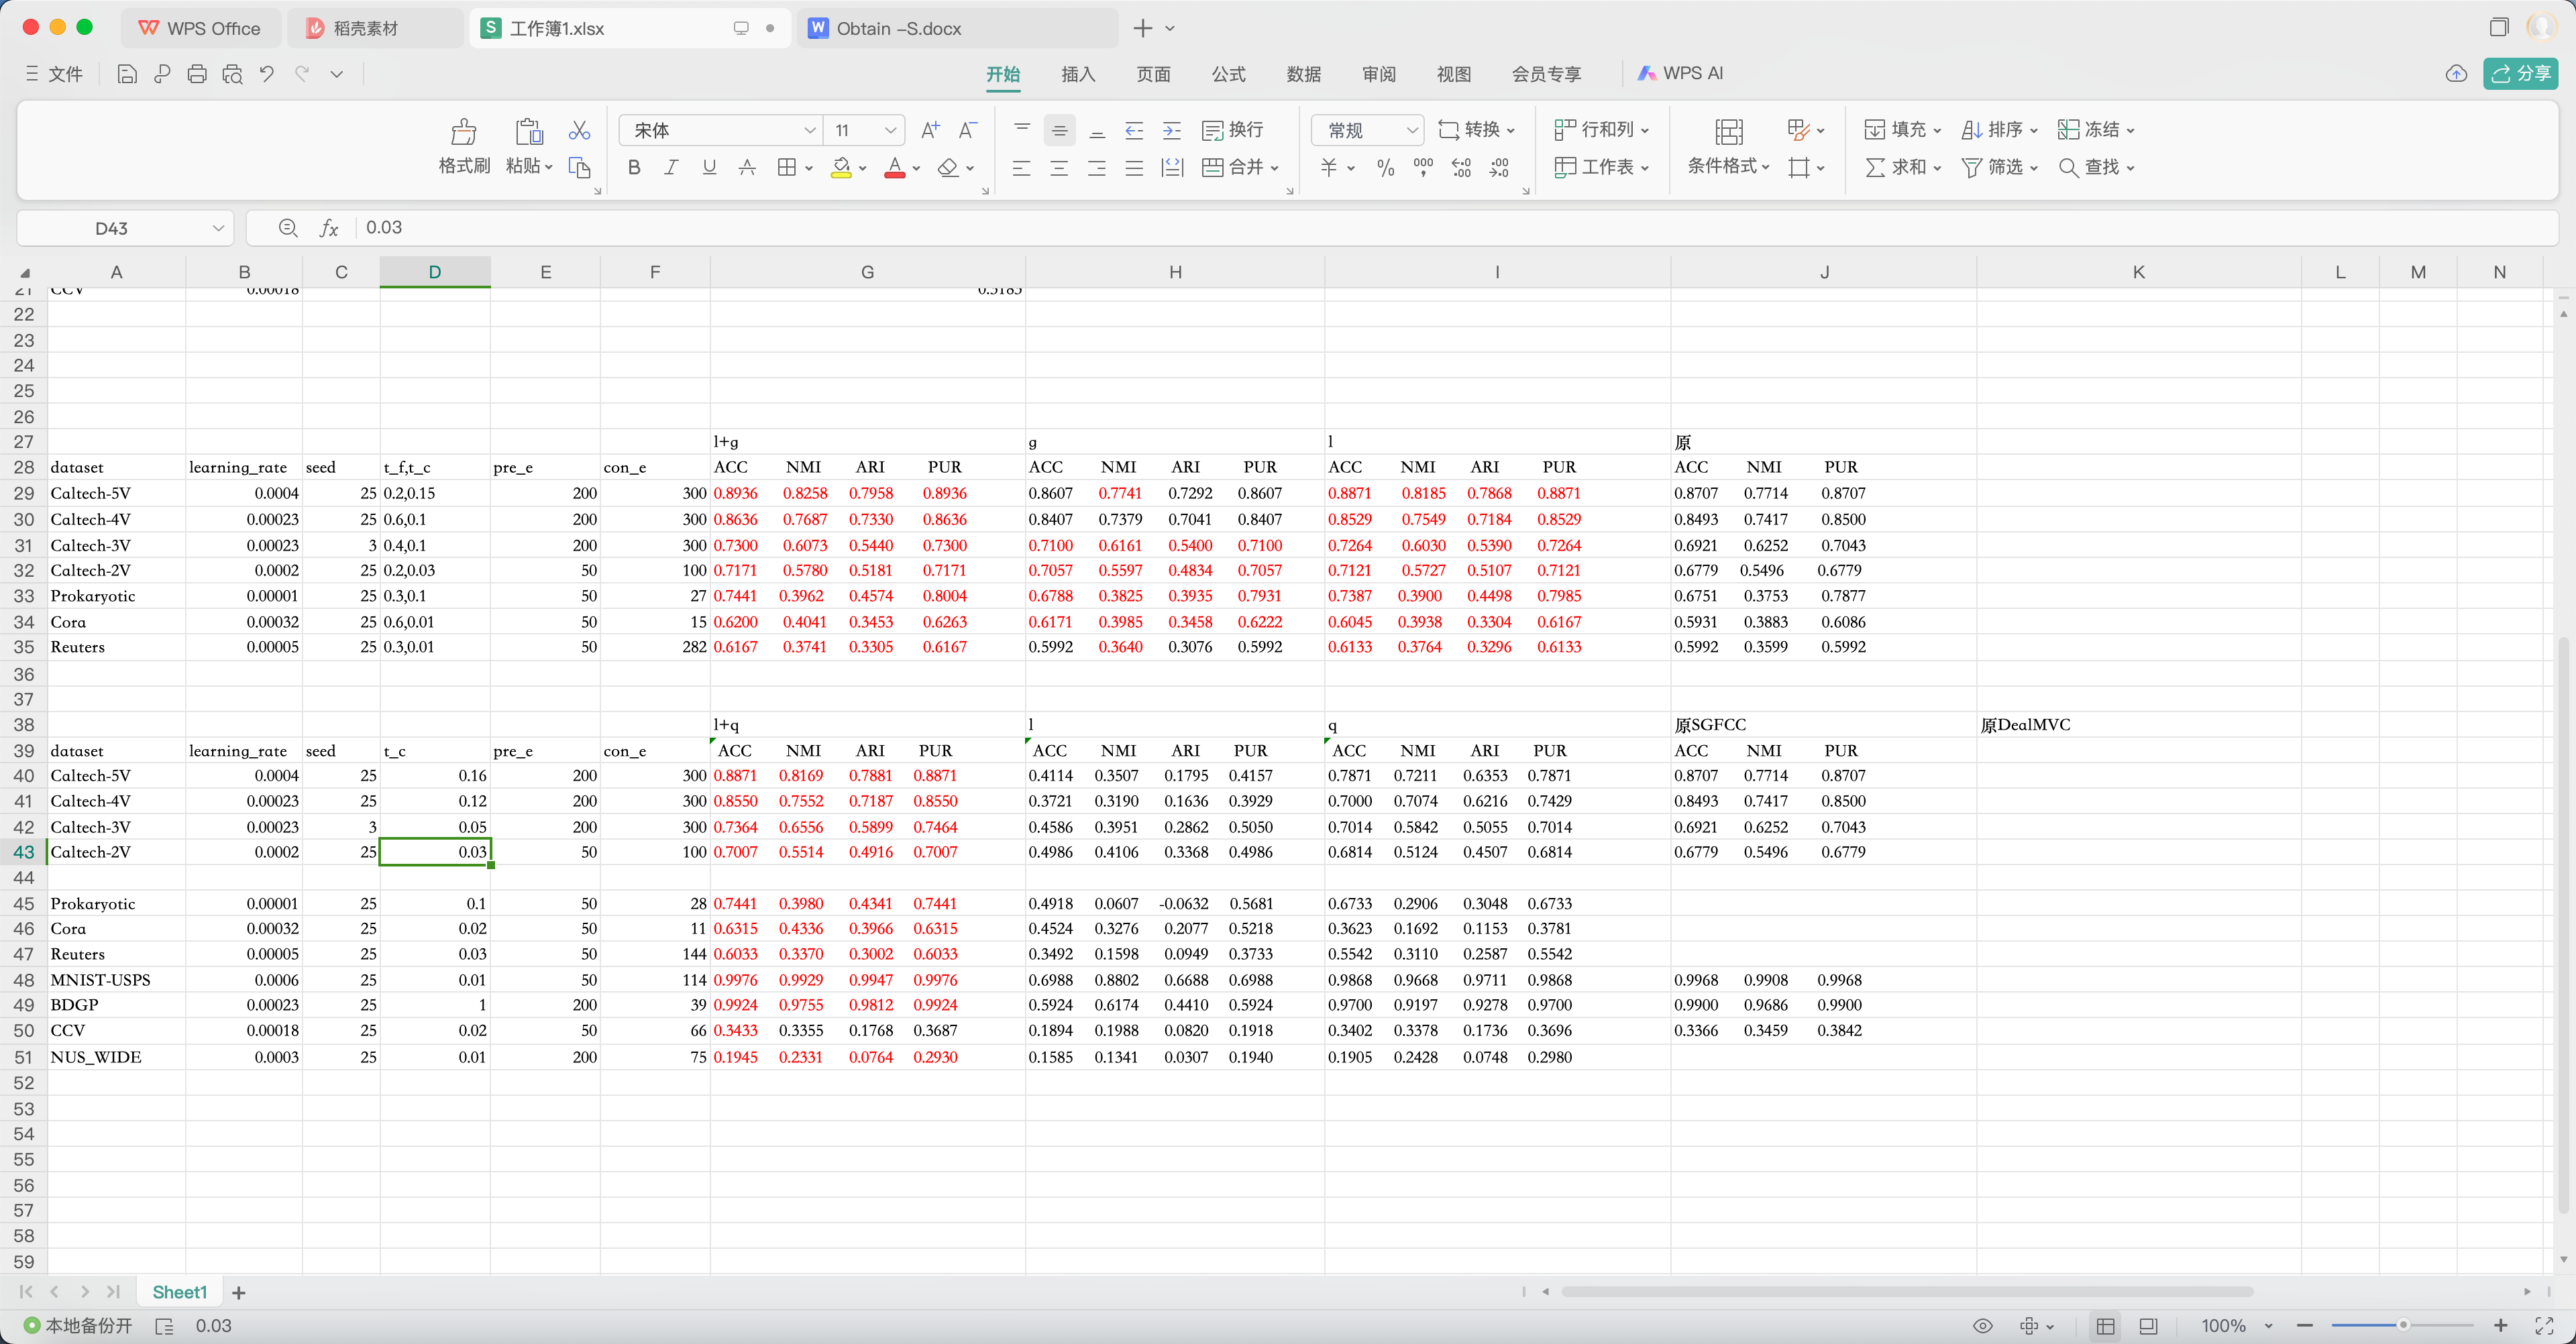 WPS Office 稻壳素材 工作簿1.xlsx Obtain –S.docx
文件 开始 插入 页面 公式 数据 审阅 视图 会员专享 WPS AI 分享
宋体 11 换行 常规 转换 行和列 填充 排序 冻结
格式刷 粘贴 合并 工作表 条件格式 求和 筛选 查找
D43 fx 0.03
A B C D E F G H I J K L M N
21 CCV 0.00018 0.5185
22
23
24
25
26
27 l+g g l 原
28 dataset learning_rate seed t_f,t_c pre_e con_e ACC NMI ARI PUR ACC NMI ARI PUR ACC NMI ARI PUR ACC NMI PUR
29 Caltech-5V 0.0004 25 0.2,0.15 200 300 0.8936 0.8258 0.7958 0.8936 0.8607 0.7741 0.7292 0.8607 0.8871 0.8185 0.7868 0.8871 0.8707 0.7714 0.8707
30 Caltech-4V 0.00023 25 0.6,0.1 200 300 0.8636 0.7687 0.7330 0.8636 0.8407 0.7379 0.7041 0.8407 0.8529 0.7549 0.7184 0.8529 0.8493 0.7417 0.8500
31 Caltech-3V 0.00023 3 0.4,0.1 200 300 0.7300 0.6073 0.5440 0.7300 0.7100 0.6161 0.5400 0.7100 0.7264 0.6030 0.5390 0.7264 0.6921 0.6252 0.7043
32 Caltech-2V 0.0002 25 0.2,0.03 50 100 0.7171 0.5780 0.5181 0.7171 0.7057 0.5597 0.4834 0.7057 0.7121 0.5727 0.5107 0.7121 0.6779 0.5496 0.6779
33 Prokaryotic 0.00001 25 0.3,0.1 50 27 0.7441 0.3962 0.4574 0.8004 0.6788 0.3825 0.3935 0.7931 0.7387 0.3900 0.4498 0.7985 0.6751 0.3753 0.7877
34 Cora 0.00032 25 0.6,0.01 50 15 0.6200 0.4041 0.3453 0.6263 0.6171 0.3985 0.3458 0.6222 0.6045 0.3938 0.3304 0.6167 0.5931 0.3883 0.6086
35 Reuters 0.00005 25 0.3,0.01 50 282 0.6167 0.3741 0.3305 0.6167 0.5992 0.3640 0.3076 0.5992 0.6133 0.3764 0.3296 0.6133 0.5992 0.3599 0.5992
36
37
38 l+q l q 原SGFCC 原DealMVC
39 dataset learning_rate seed t_c pre_e con_e ACC NMI ARI PUR ACC NMI ARI PUR ACC NMI ARI PUR ACC NMI PUR
40 Caltech-5V 0.0004 25 0.16 200 300 0.8871 0.8169 0.7881 0.8871 0.4114 0.3507 0.1795 0.4157 0.7871 0.7211 0.6353 0.7871 0.8707 0.7714 0.8707
41 Caltech-4V 0.00023 25 0.12 200 300 0.8550 0.7552 0.7187 0.8550 0.3721 0.3190 0.1636 0.3929 0.7000 0.7074 0.6216 0.7429 0.8493 0.7417 0.8500
42 Caltech-3V 0.00023 3 0.05 200 300 0.7364 0.6556 0.5899 0.7464 0.4586 0.3951 0.2862 0.5050 0.7014 0.5842 0.5055 0.7014 0.6921 0.6252 0.7043
43 Caltech-2V 0.0002 25 0.03 50 100 0.7007 0.5514 0.4916 0.7007 0.4986 0.4106 0.3368 0.4986 0.6814 0.5124 0.4507 0.6814 0.6779 0.5496 0.6779
44
45 Prokaryotic 0.00001 25 0.1 50 28 0.7441 0.3980 0.4341 0.7441 0.4918 0.0607 -0.0632 0.5681 0.6733 0.2906 0.3048 0.6733
46 Cora 0.00032 25 0.02 50 11 0.6315 0.4336 0.3966 0.6315 0.4524 0.3276 0.2077 0.5218 0.3623 0.1692 0.1153 0.3781
47 Reuters 0.00005 25 0.03 50 144 0.6033 0.3370 0.3002 0.6033 0.3492 0.1598 0.0949 0.3733 0.5542 0.3110 0.2587 0.5542
48 MNIST-USPS 0.0006 25 0.01 50 114 0.9976 0.9929 0.9947 0.9976 0.6988 0.8802 0.6688 0.6988 0.9868 0.9668 0.9711 0.9868 0.9968 0.9908 0.9968
49 BDGP 0.00023 25 1 200 39 0.9924 0.9755 0.9812 0.9924 0.5924 0.6174 0.4410 0.5924 0.9700 0.9197 0.9278 0.9700 0.9900 0.9686 0.9900
50 CCV 0.00018 25 0.02 50 66 0.3433 0.3355 0.1768 0.3687 0.1894 0.1988 0.0820 0.1918 0.3402 0.3378 0.1736 0.3696 0.3366 0.3459 0.3842
51 NUS_WIDE 0.0003 25 0.01 200 75 0.1945 0.2331 0.0764 0.2930 0.1585 0.1341 0.0307 0.1940 0.1905 0.2428 0.0748 0.2980
52
53
54
55
56
57
58
59
Sheet1
本地备份开 0.03 100%